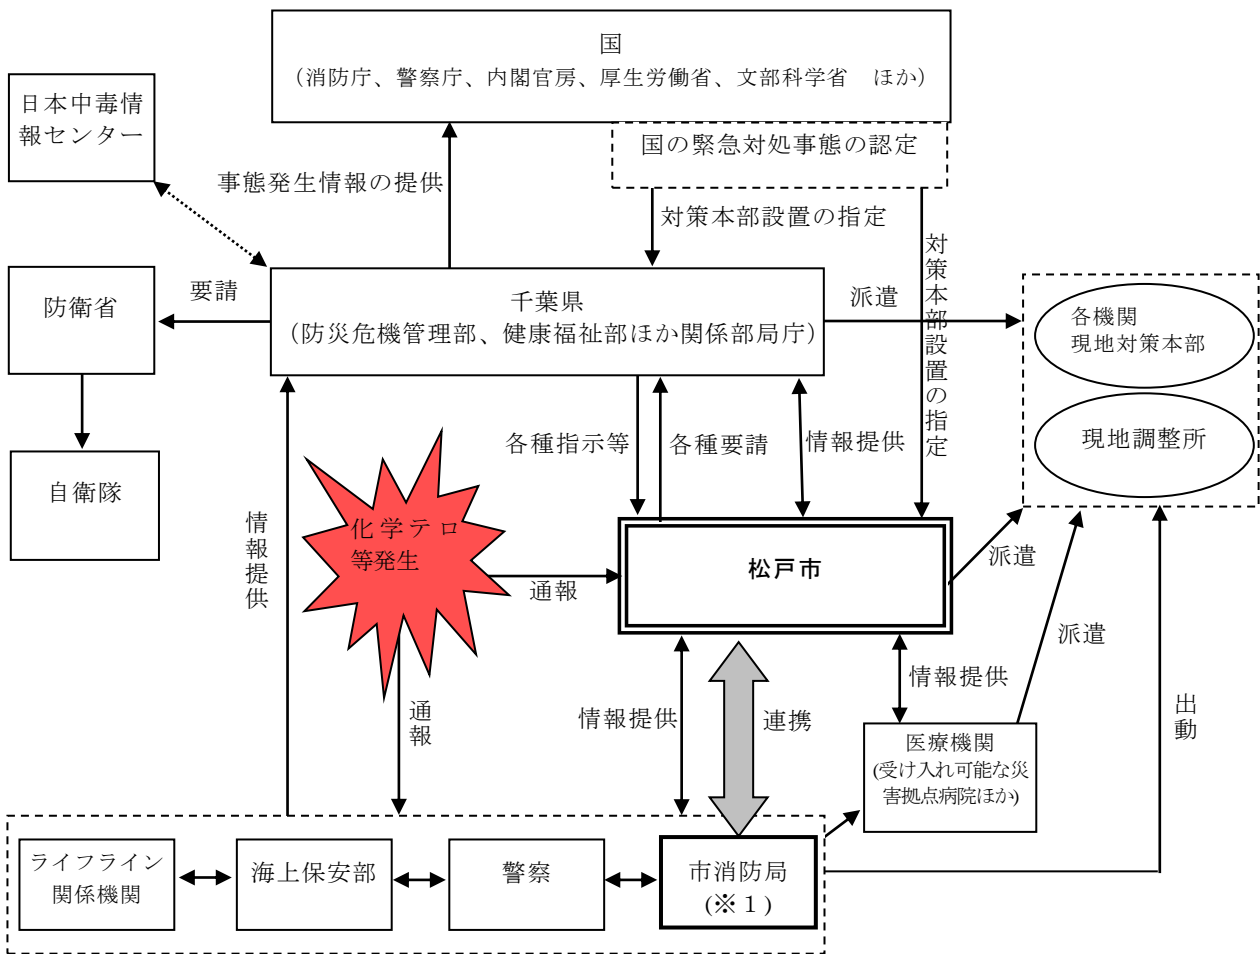 国
（消防庁、警察庁、内閣官房、厚生労働省、文部科学省　ほか）
日本中毒情
報センター
国の緊急対処事態の認定
事態発生情報の提供
対策本部設置の指定
対策本部設置の指定
防衛省
要請
千葉県
（防災危機管理部、健康福祉部ほか関係部局庁）
派遣
各機関
現地対策本部
現地調整所
自衛隊
各種指示等
各種要請
情報提供
情報提供
化学テロ
等発生
通報
松戸市
派遣
派遣
通報
情報提供
連携
情報提供
出動
医療機関
(受け入れ可能な災
害拠点病院ほか)
ライフライン
関係機関
海上保安部
警察
市消防局
(※１)